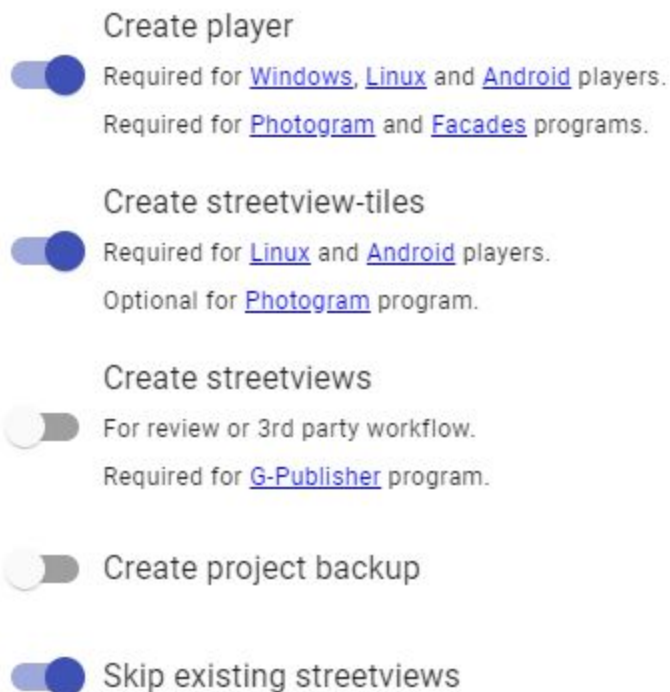 Create player
Required for Windows, Linux and Android players.
Required for Photogram and Facades programs.
Create streetview-tiles
Required for Linux and Android players.
Optional for Photogram program.
Create streetviews
For review or 3rd party workflow.
Required for G-Publisher program.
Create project backup
Skip existing streetviews